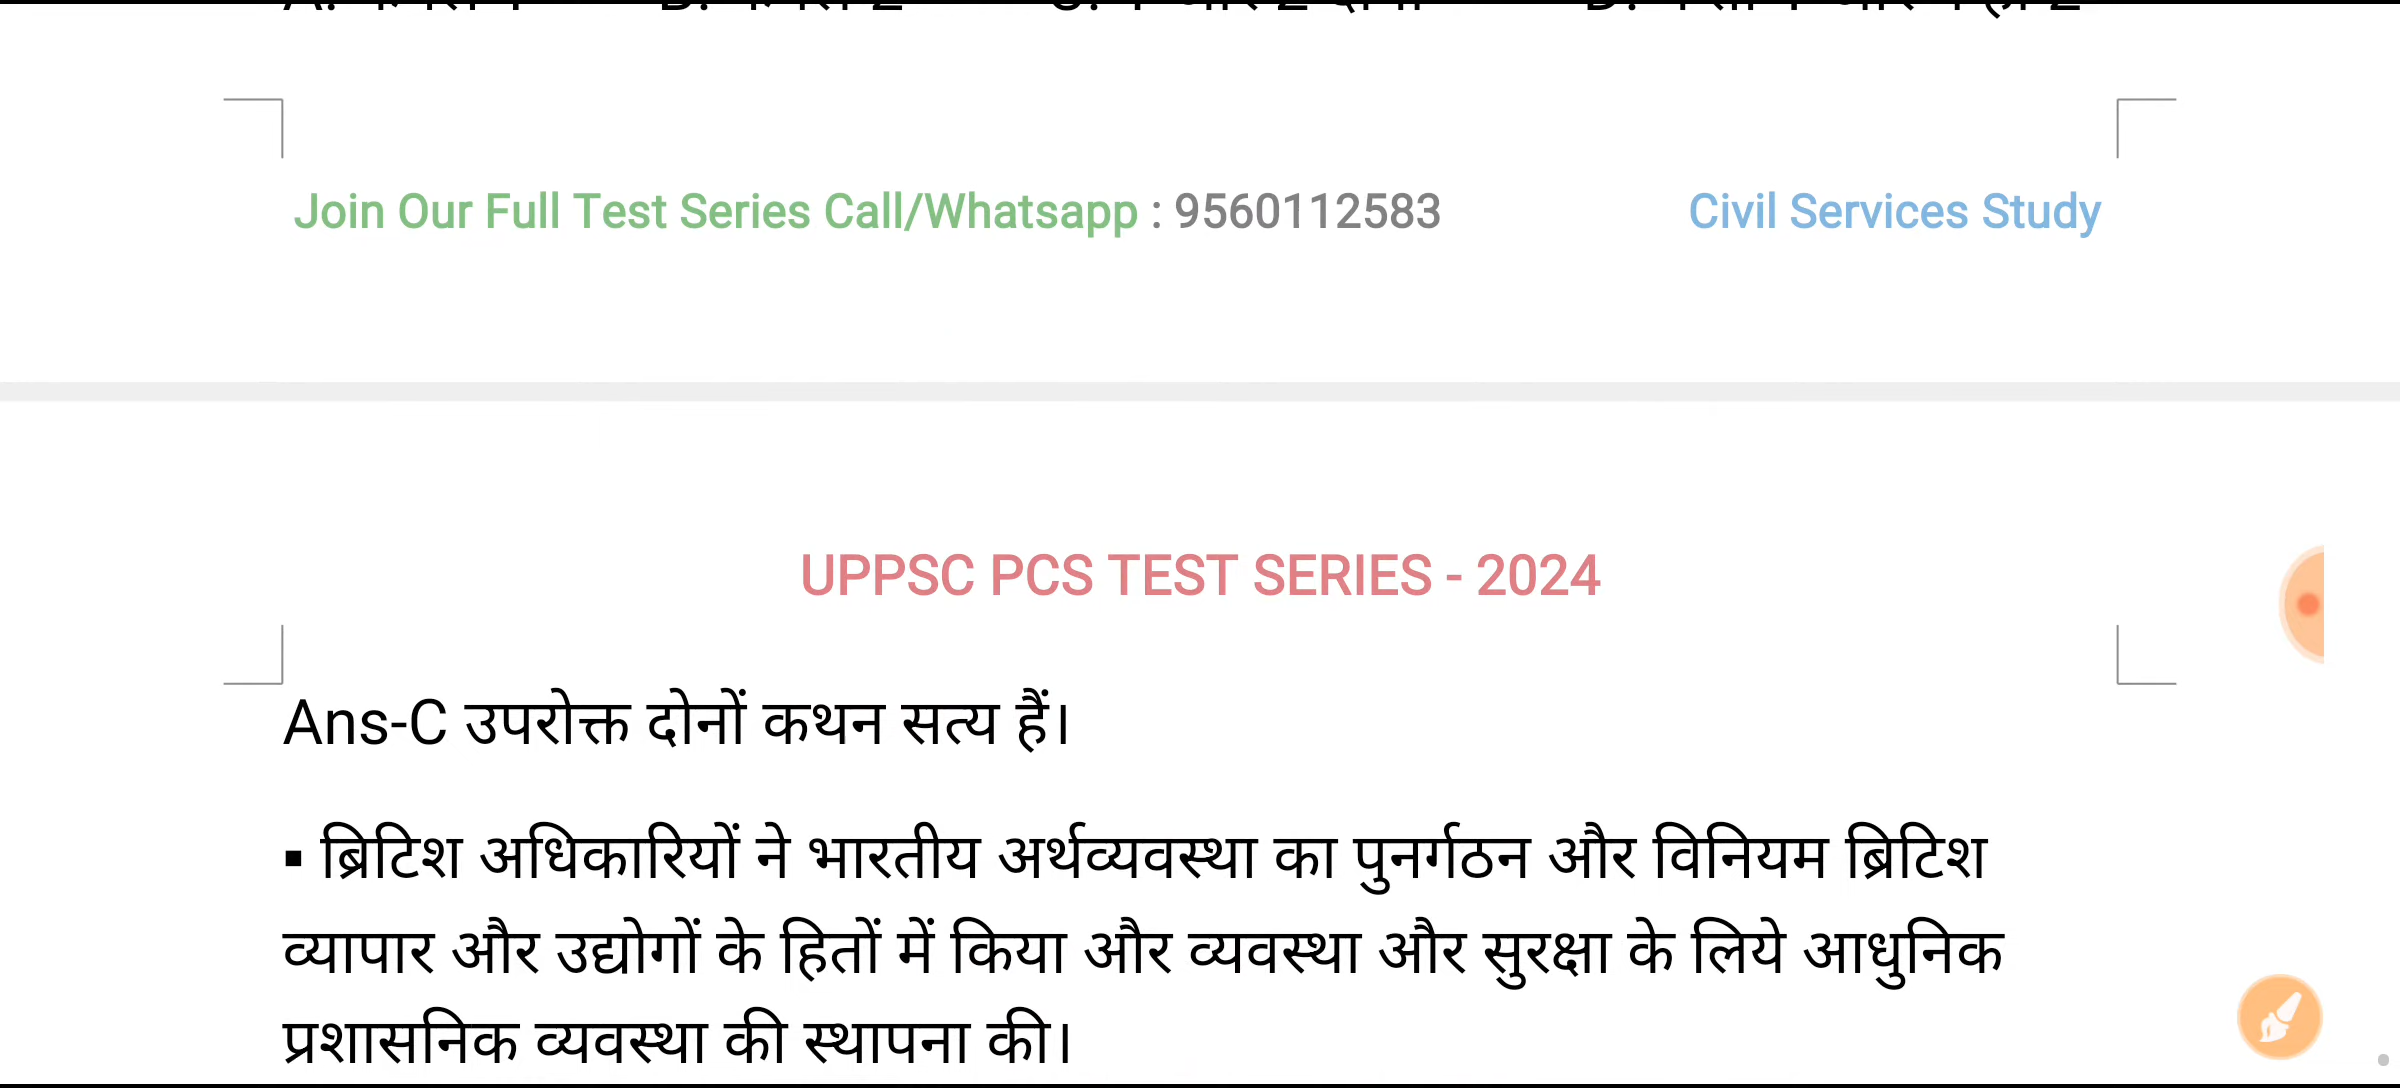 Join Our Full Test Series Call/Whatsapp : 9560112583 Civil Services Study
UPPSC PCS TEST SERIES - 2024
Ans-C उपरोक्त दोनों कथन सत्य हैं।
▪ ब्रिटिश अधिकारियों ने भारतीय अर्थव्यवस्था का पुनर्गठन और विनियम ब्रिटिश
व्यापार और उद्योगों के हितों में किया और व्यवस्था और सुरक्षा के लिये आधुनिक
प्रशासनिक व्यवस्था की स्थापना की।